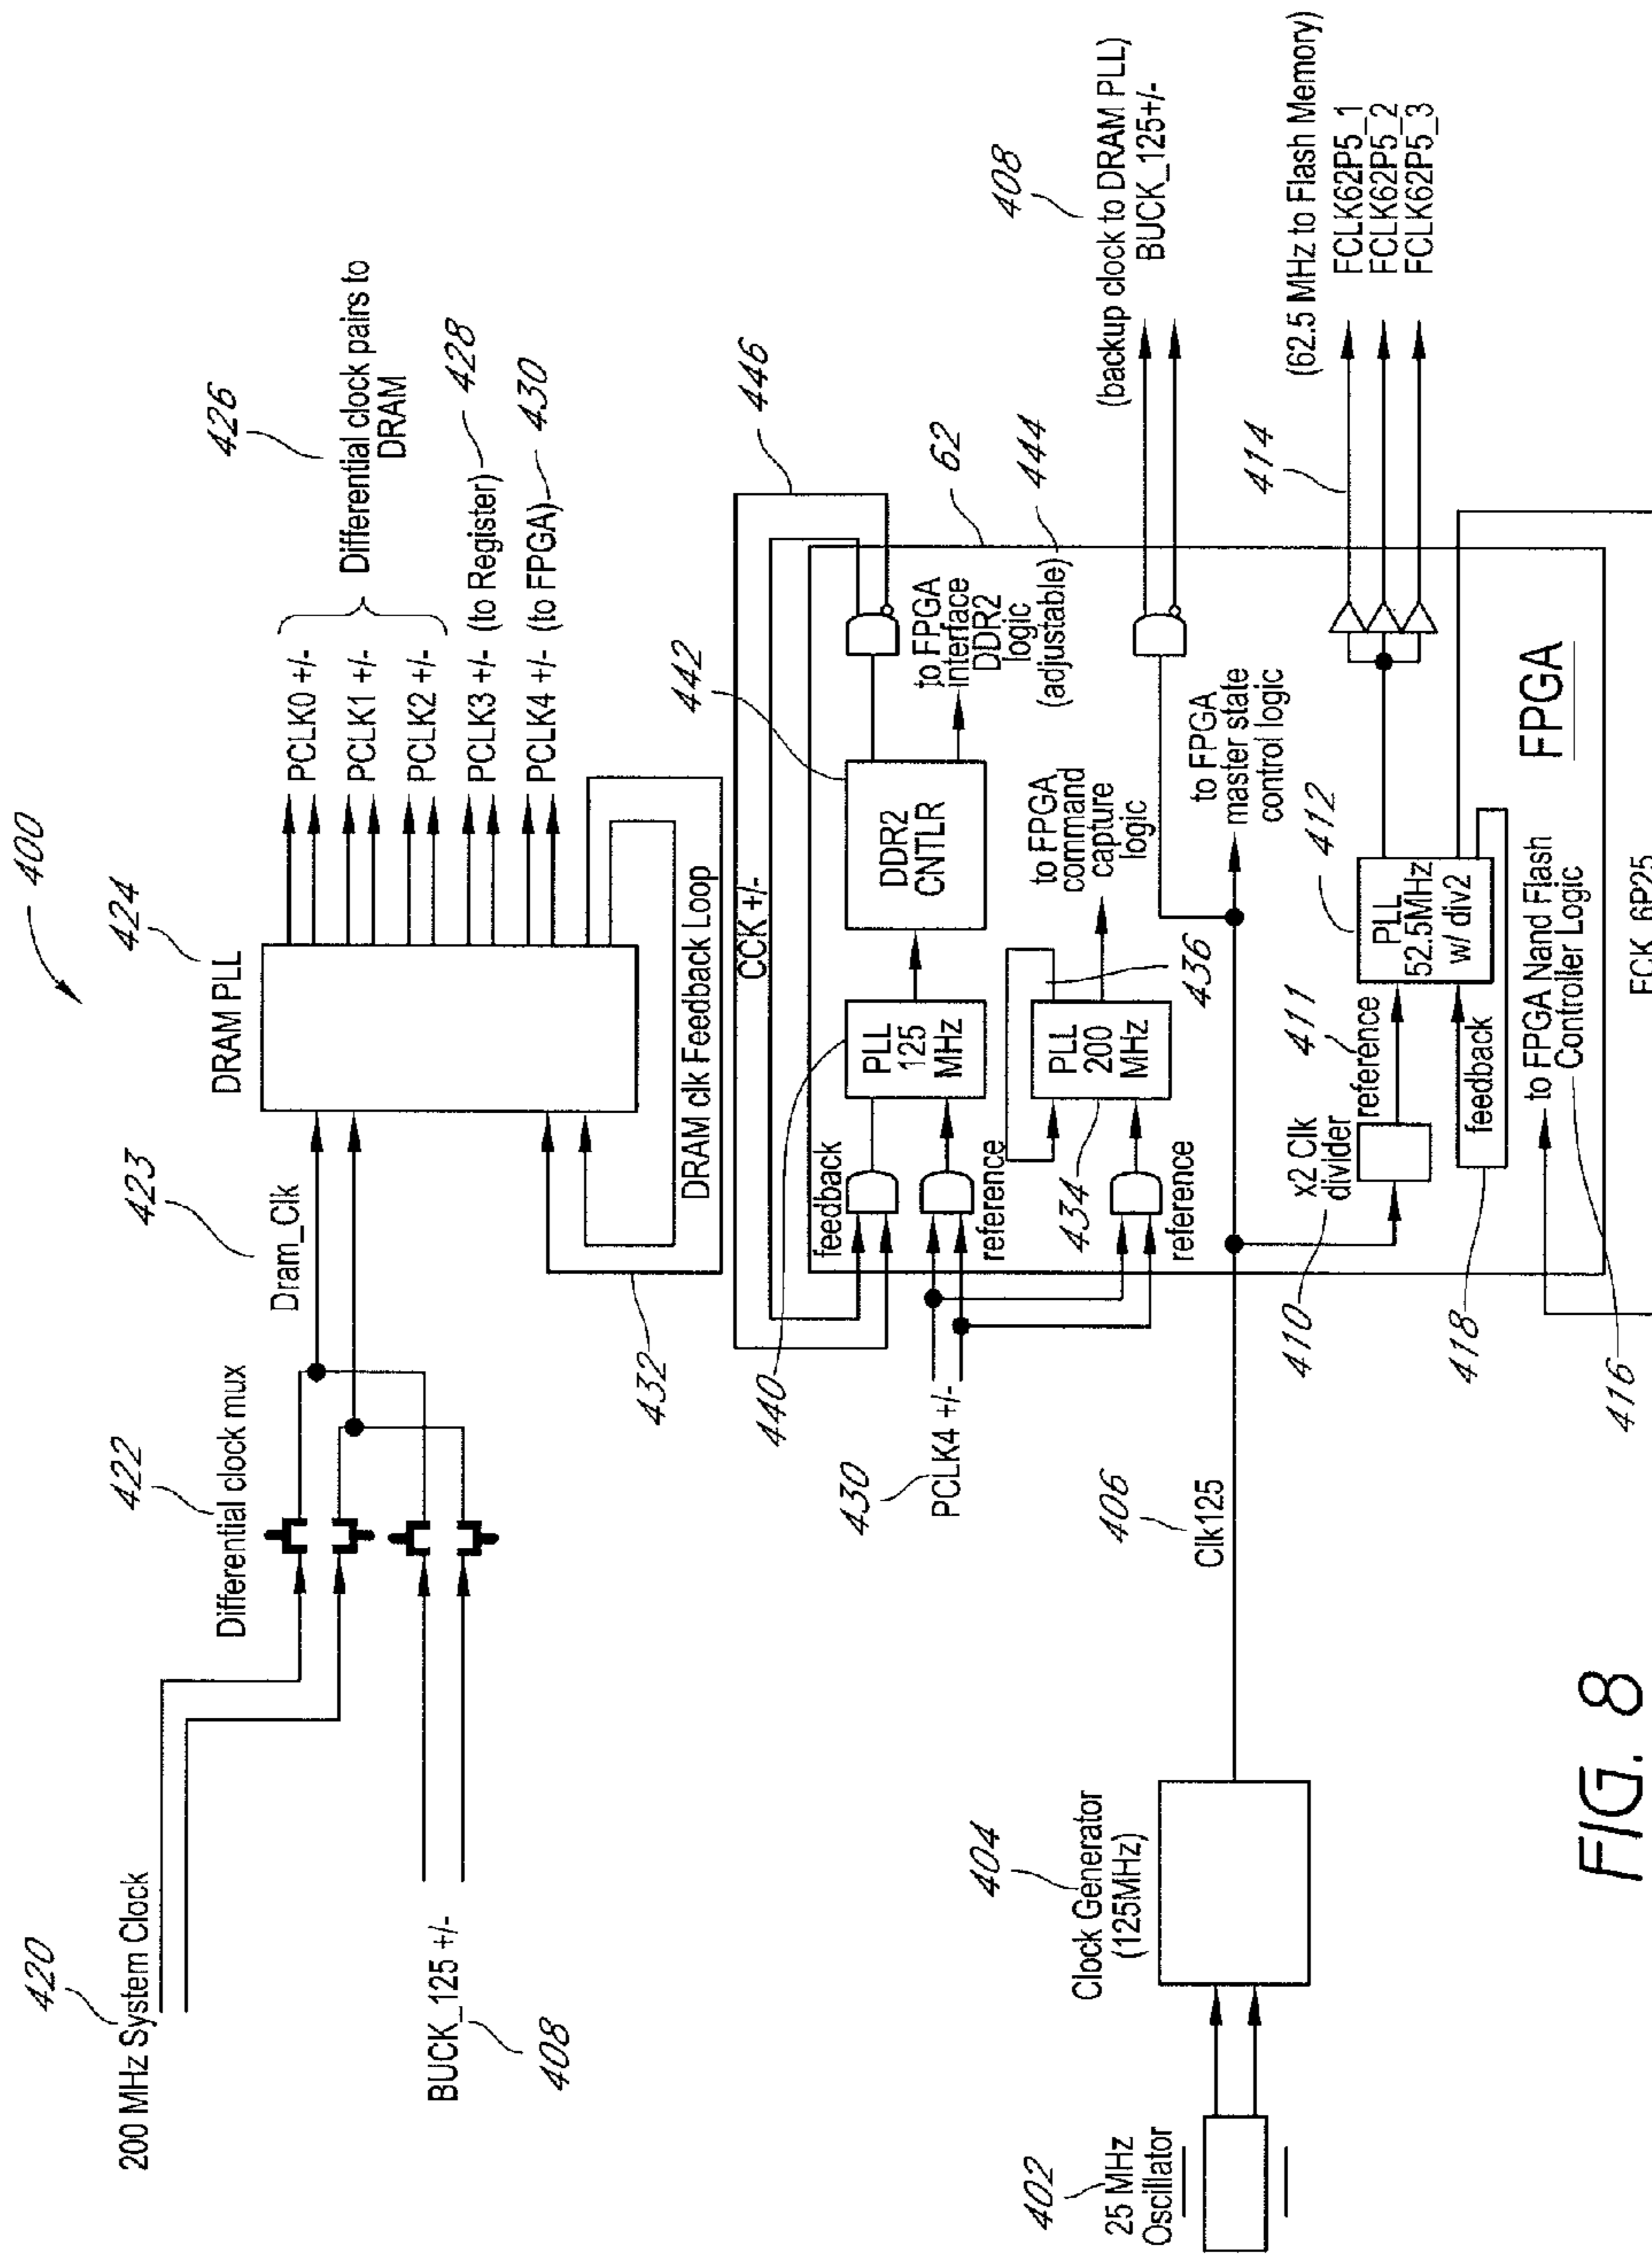 400
420
200 MHz System Clock
BUCK_125 +/-
408
422
Differential clock mux
423
Dram_Clk
424
DRAM PLL
PCLK0 +/-
PCLK1 +/-
PCLK2 +/-
PCLK3 +/- (to Register)
428
PCLK4 +/- (to FPGA)
430
426
Differential clock pairs to
DRAM
432
DRAM clk Feedback Loop
CCK +/-
446
440
430
PCLK4 +/-
feedback
reference
PLL
125
MHz
442
DDR2
CNTLR
to FPGA
interface
DDR2
logic
(adjustable)
444
62
434
reference
PLL
200
MHz
436
to FPGA
command
capture
logic
408
(backup clock to DRAM PLL)
BUCK_125+/-
402
25 MHz
Oscillator
404
Clock Generator
(125MHz)
406
Clk125
to FPGA
master state
control logic
410
x2 Clk
divider
411
reference
412
PLL
52.5MHz
w/ div2
414
(62.5 MHz to Flash Memory)
FCLK62P5_1
FCLK62P5_2
FCLK62P5_3
418
feedback
416
to FPGA Nand Flash
Controller Logic
FPGA
FCK_6P25
FIG. 8